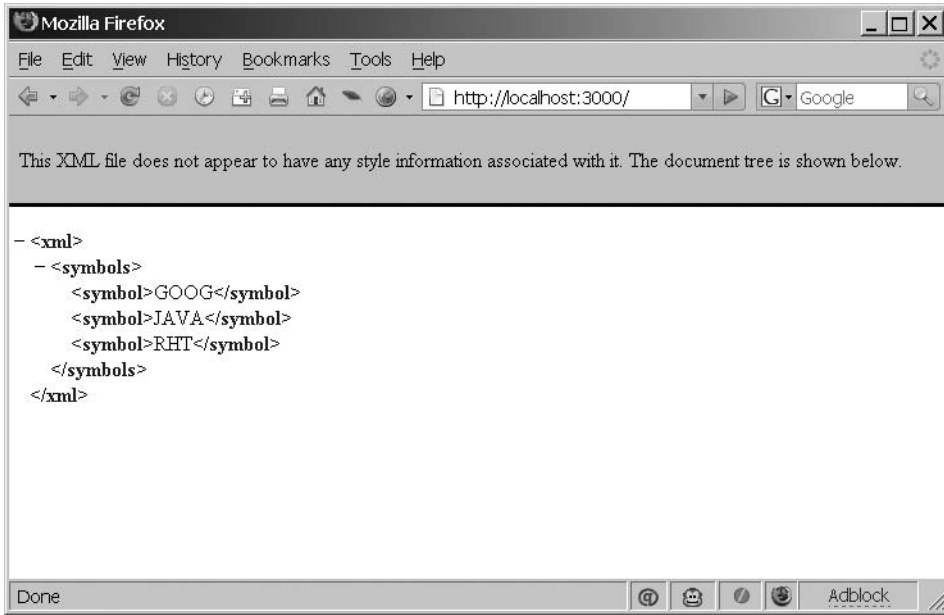 Mozilla Firefox
File Edit View History Bookmarks Tools Help
http://localhost:3000/ G Google
This XML file does not appear to have any style information associated with it. The document tree is shown below.
− <xml>
− <symbols>
<symbol>GOOG</symbol>
<symbol>JAVA</symbol>
<symbol>RHT</symbol>
</symbols>
</xml>
Done @ Adblock